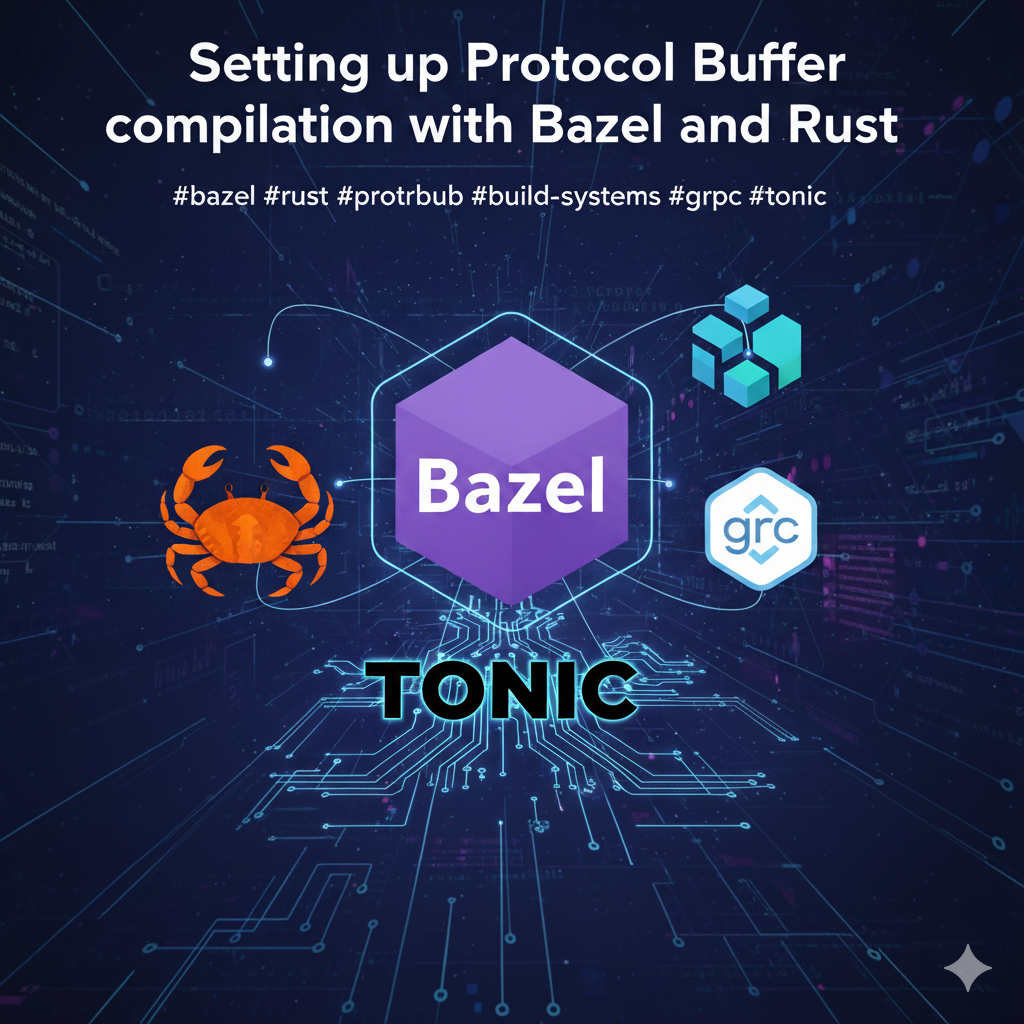 Setting up Protocol Buffer
compilation with Bazel and Rust
#bazel #rust #protrbub #build-systems #grpc #tonic
Bazel
grc
TONIC